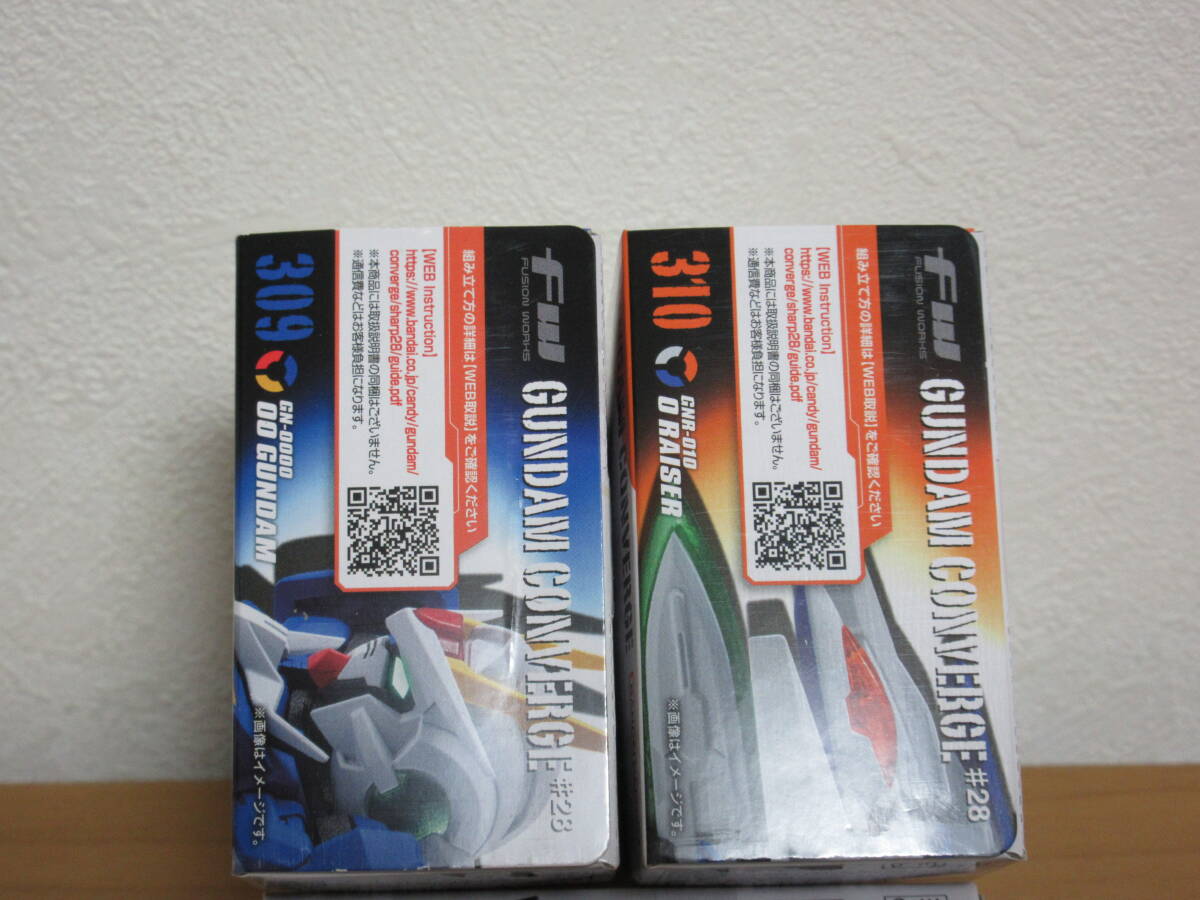 FW
FUSION WORKS
GUNDAM CONVERGE #28
組み立て方の詳細は【WEB取説】をご確認ください
【WEB Instruction】
https://www.bandai.co.jp/candy/gundam/
converge/sharp28/guide.pdf
※本商品には取扱説明書の同梱はございません。
※通信費などはお客様負担になります。
309
GN-0000
00 GUNDAM
※画像はイメージです。
FW
FUSION WORKS
GUNDAM CONVERGE #28
組み立て方の詳細は【WEB取説】をご確認ください
【WEB Instruction】
https://www.bandai.co.jp/candy/gundam/
converge/sharp28/guide.pdf
※本商品には取扱説明書の同梱はございません。
※通信費などはお客様負担になります。
310
GNR-010
0 RAISER
※画像はイメージです。
CONVERGE